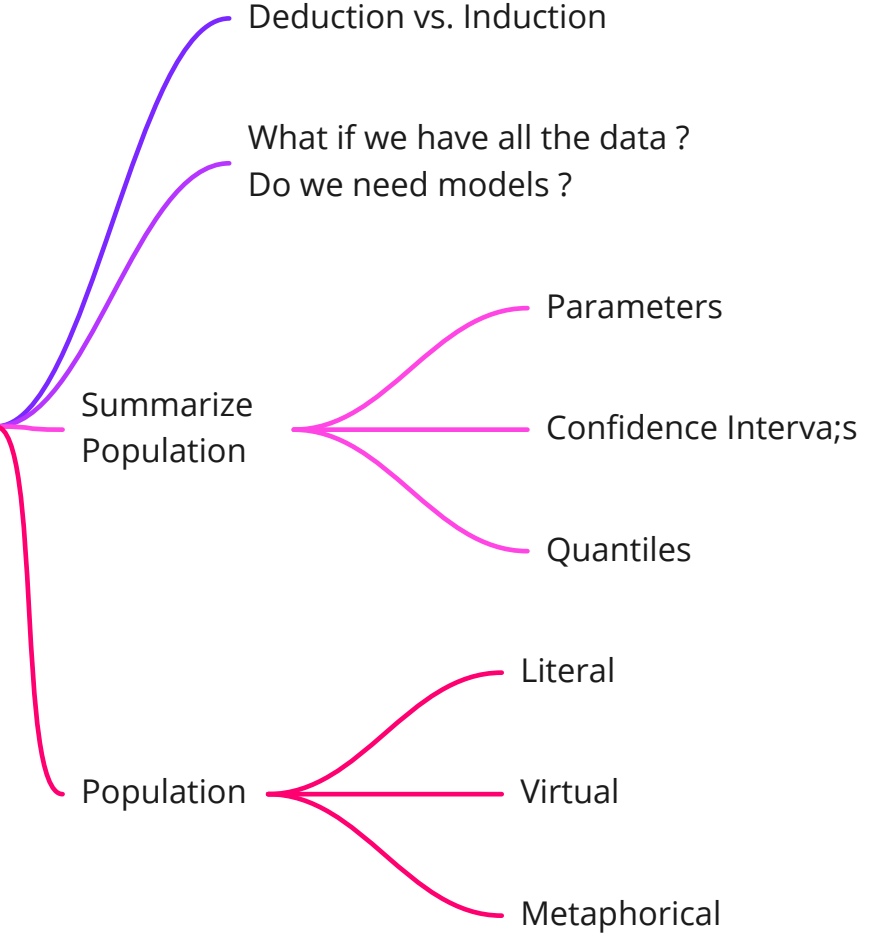 Deduction vs. Induction
What if we have all the data ?
Do we need models ?
Summarize
Population
Parameters
Confidence Interva;s
Quantiles
Population
Literal
Virtual
Metaphorical